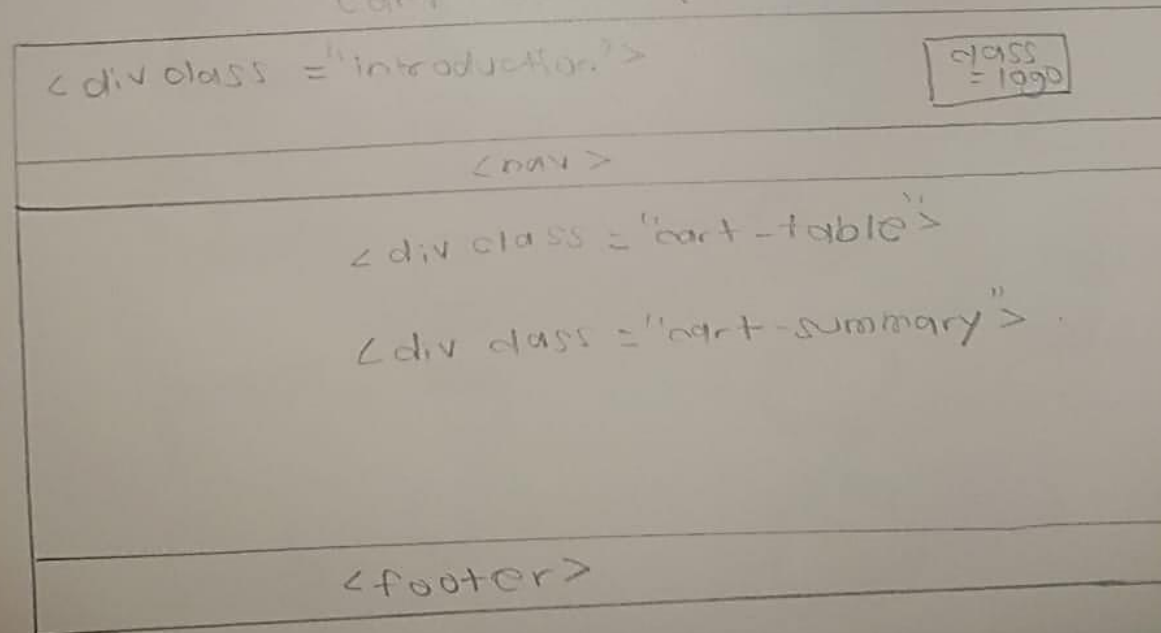 <div class = "introduction">
class
= logo
<nav>
<div class = "cart-table">
<div class = "cart-summary">
<footer>